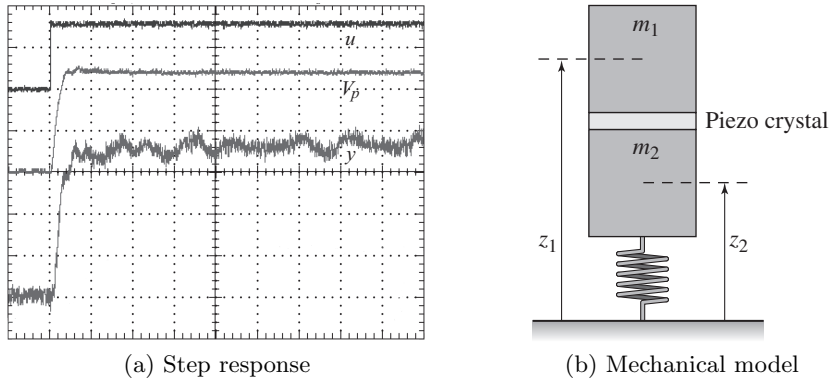 u
V_p
y
(a) Step response
m_1
Piezo crystal
m_2
z_1
z_2
(b) Mechanical model